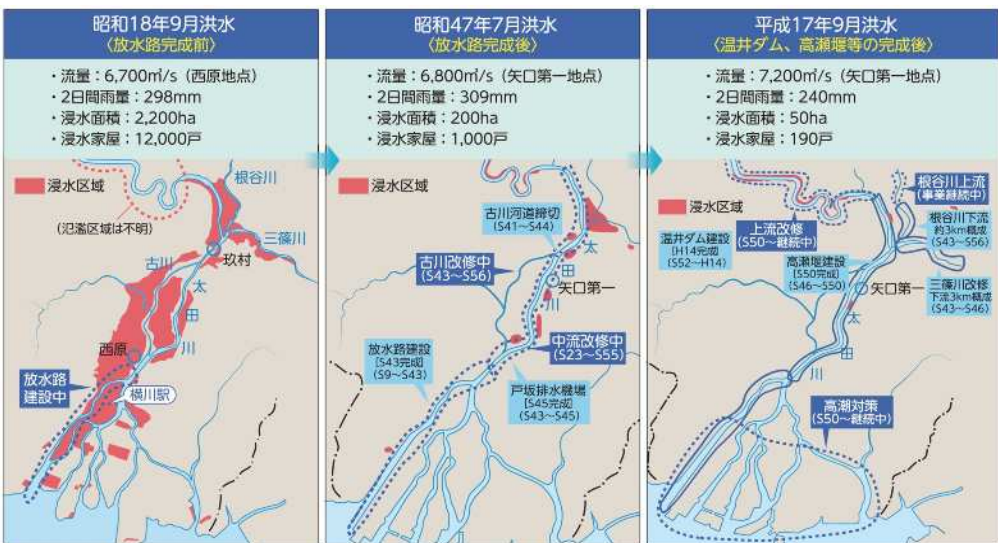 昭和18年9月洪水
〈放水路完成前〉
・流量：6,700㎥/s（西原地点）
・2日間雨量：298mm
・浸水面積：2,200ha
・浸水家屋：12,000戸
浸水区域
（氾濫区域は不明）
根谷川
三篠川
古川
玖村
太
田
川
西原
放水路
建設中
横川駅
昭和47年7月洪水
〈放水路完成後〉
・流量：6,800㎥/s（矢口第一地点）
・2日間雨量：309mm
・浸水面積：200ha
・浸水家屋：1,000戸
浸水区域
古川河道締切
（S41～S44）
古川改修中
（S43～S56）
太
田
川
矢口第一
放水路建設
［S43完成］
（S9～S43）
中流改修中
（S23～S55）
戸坂排水機場
［S45完成］
（S43～S45）
平成17年9月洪水
〈温井ダム、高瀬堰等の完成後〉
・流量：7,200㎥/s（矢口第一地点）
・2日間雨量：240mm
・浸水面積：50ha
・浸水家屋：190戸
浸水区域
根谷川上流
（事業継続中）
根谷川下流
約3km概成
（S43～S56）
上流改修
（S50～継続中）
温井ダム建設
［H14完成］
（S52～H14）
高瀬堰建設
［S50完成］
（S46～S50）
矢口第一
三篠川改修
下流3km概成
（S43～S46）
太
田
川
高潮対策
（S50～継続中）